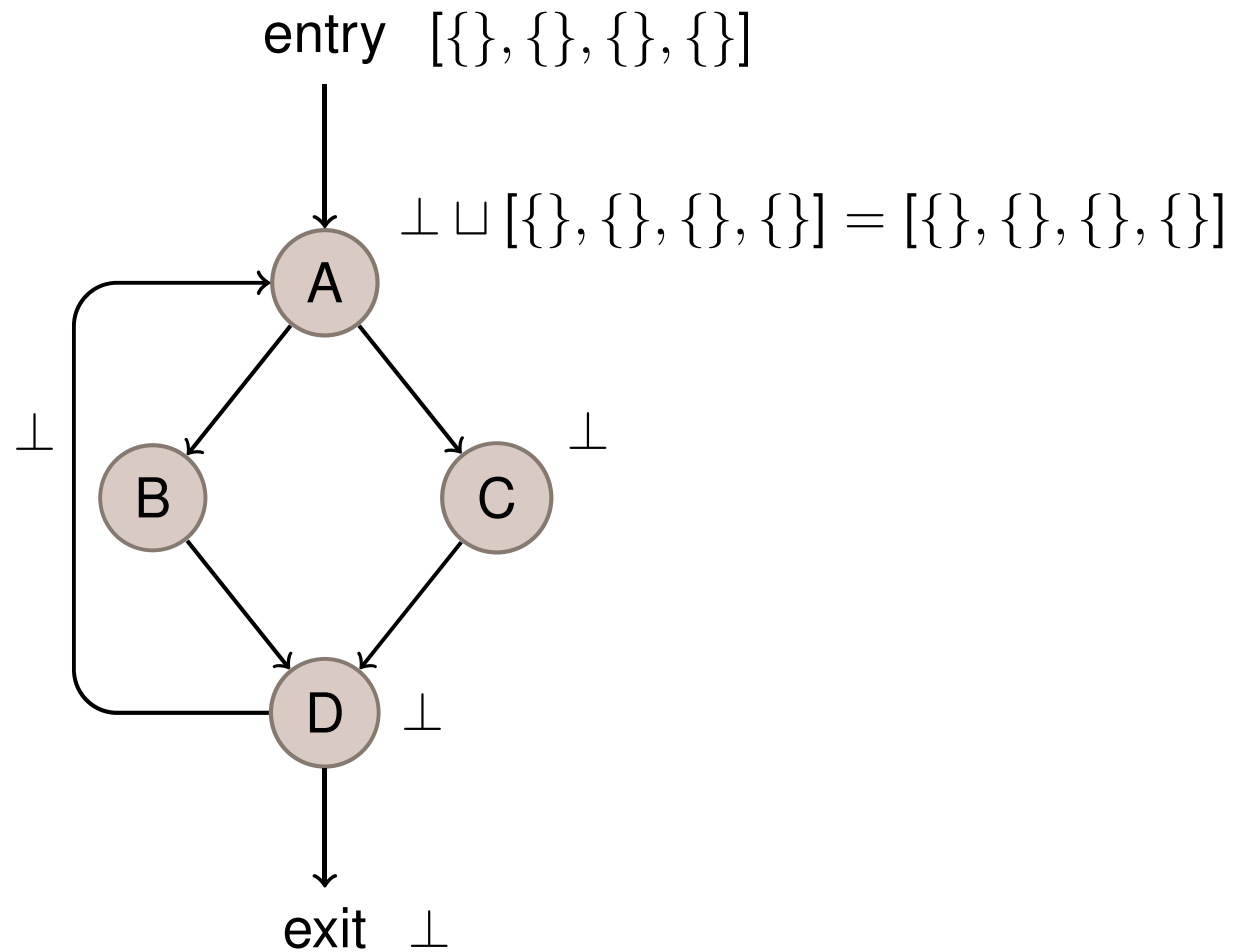 entry [{}, {}, {}, {}]
⊥ ⊔ [{}, {}, {}, {}] = [{}, {}, {}, {}]
A
⊥ ⊥
B C
D ⊥
exit ⊥